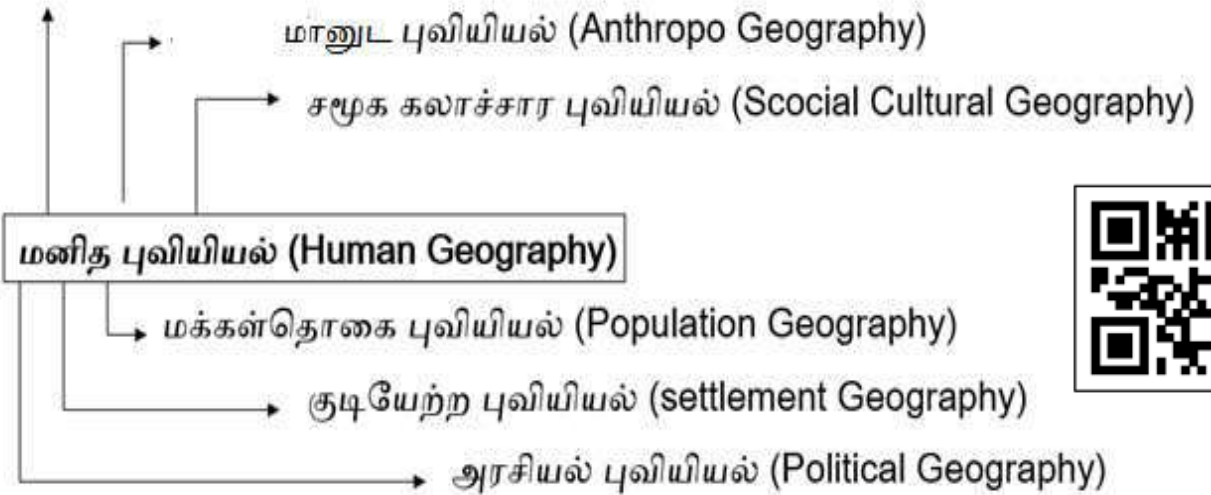 மானுட புவியியல் (Anthropo Geography)
சமூக கலாச்சார புவியியல் (Scocial Cultural Geography)
மனித புவியியல் (Human Geography)
மக்கள்தொகை புவியியல் (Population Geography)
குடியேற்ற புவியியல் (settlement Geography)
அரசியல் புவியியல் (Political Geography)